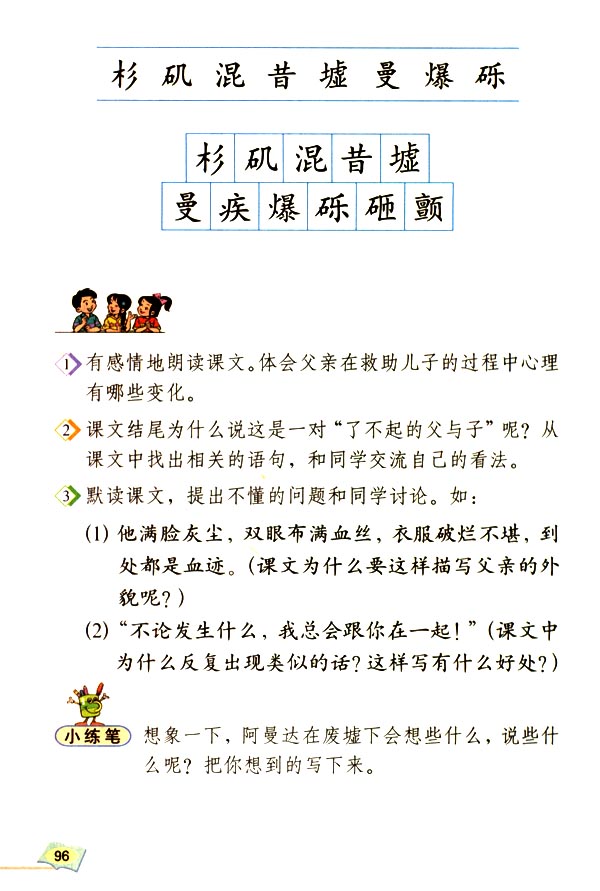 杉 矶 混 昔 墟 曼 爆 砾
杉矶混昔墟
曼疾爆砾砸颤
1 有感情地朗读课文。体会父亲在救助儿子的过程中心理
有哪些变化。
2 课文结尾为什么说这是一对“了不起的父与子”呢？从
课文中找出相关的语句，和同学交流自己的看法。
3 默读课文，提出不懂的问题和同学讨论。如：
(1) 他满脸灰尘，双眼布满血丝，衣服破烂不堪，到
处都是血迹。（课文为什么要这样描写父亲的外
貌呢？）
(2) “不论发生什么，我总会跟你在一起！”（课文中
为什么反复出现类似的话？这样写有什么好处？）
小练笔 想象一下，阿曼达在废墟下会想些什么，说些什
么呢？把你想到的写下来。
96